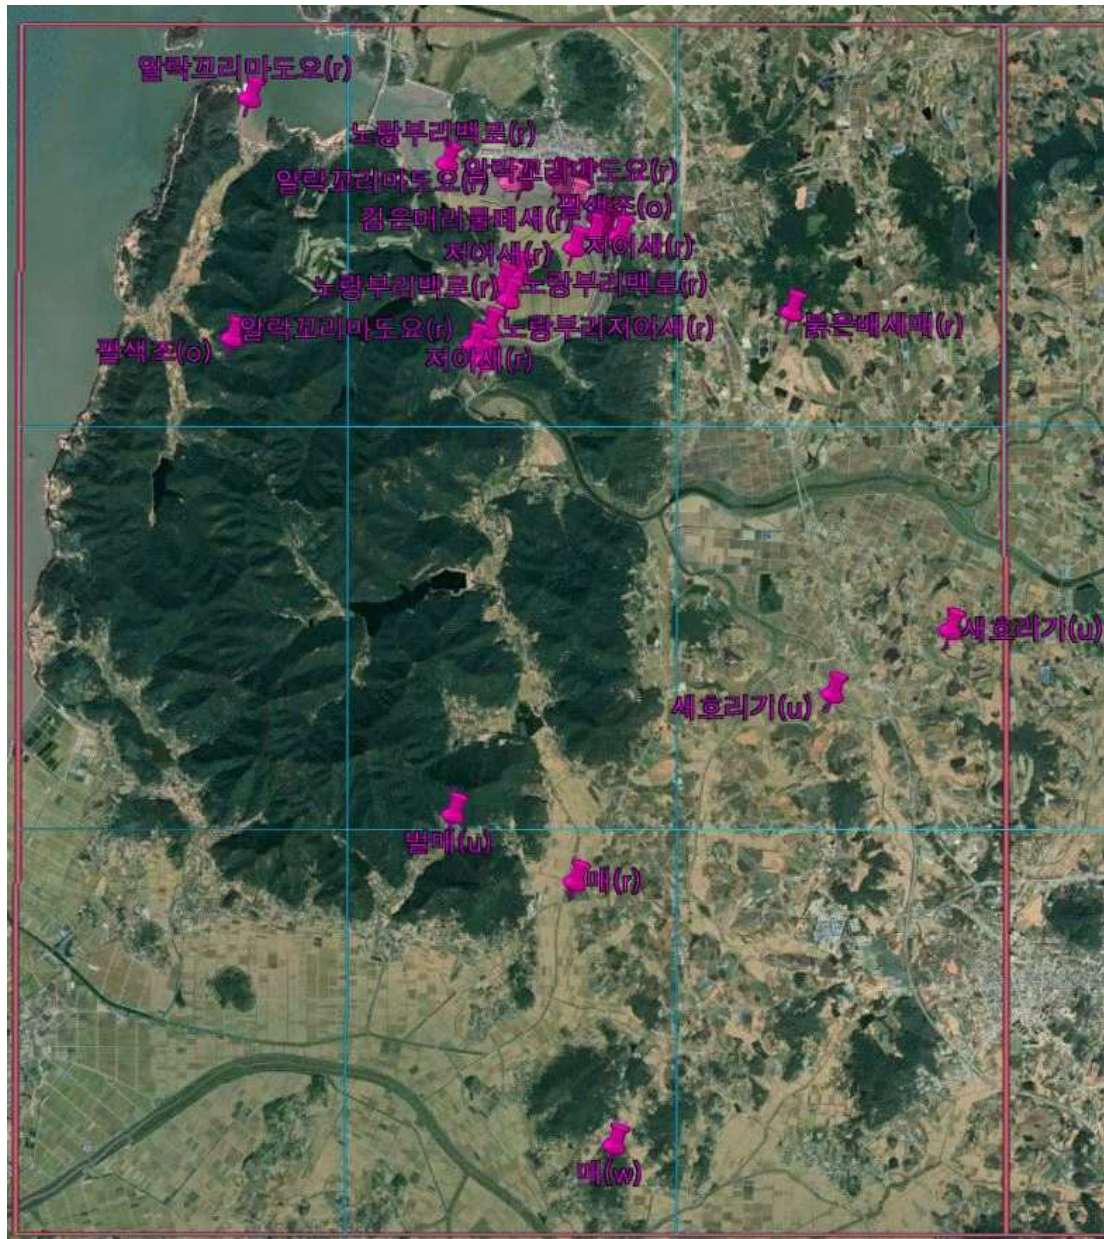 알락꼬리마도요(r)
노랑부리백로(r)
알락꼬리마도요(r)
알락꼬리마도요(r)
팔색조(o)
검은머리물떼새(r)
저어새(r)
저어새(r)
노랑부리백로(r)
노랑부리백로(r)
알락꼬리마도요(r)
노랑부리저어새(r)
붉은배새매(r)
팔색조(o)
저어새(r)
새호리기(u)
새호리기(u)
벌매(u)
매(r)
매(w)